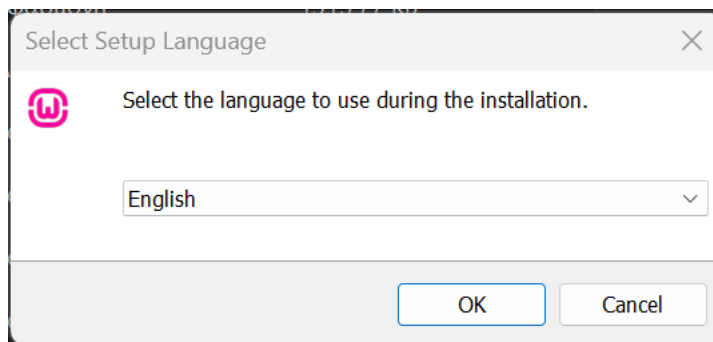 Select Setup Language
Select the language to use during the installation.
English
OK
Cancel